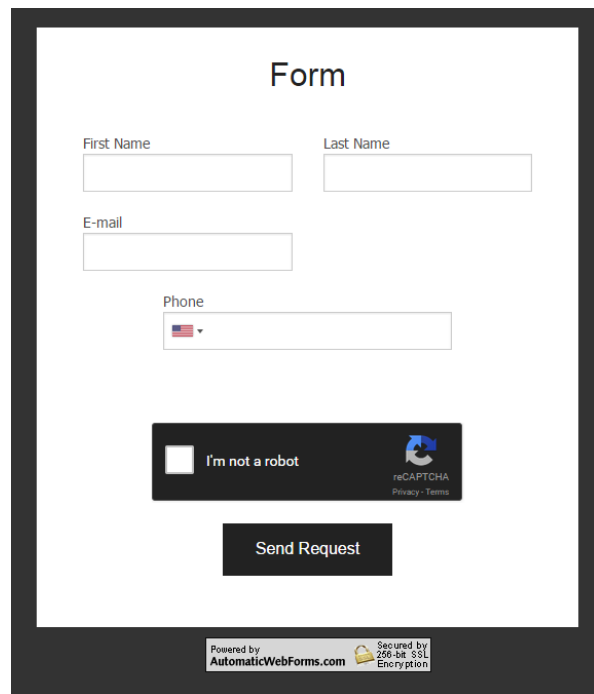 Form
First Name
Last Name
E-mail
Phone
I'm not a robot
reCAPTCHA
Privacy - Terms
Send Request
Powered by
AutomaticWebForms.com
Secured by
256-bit SSL
Encryption